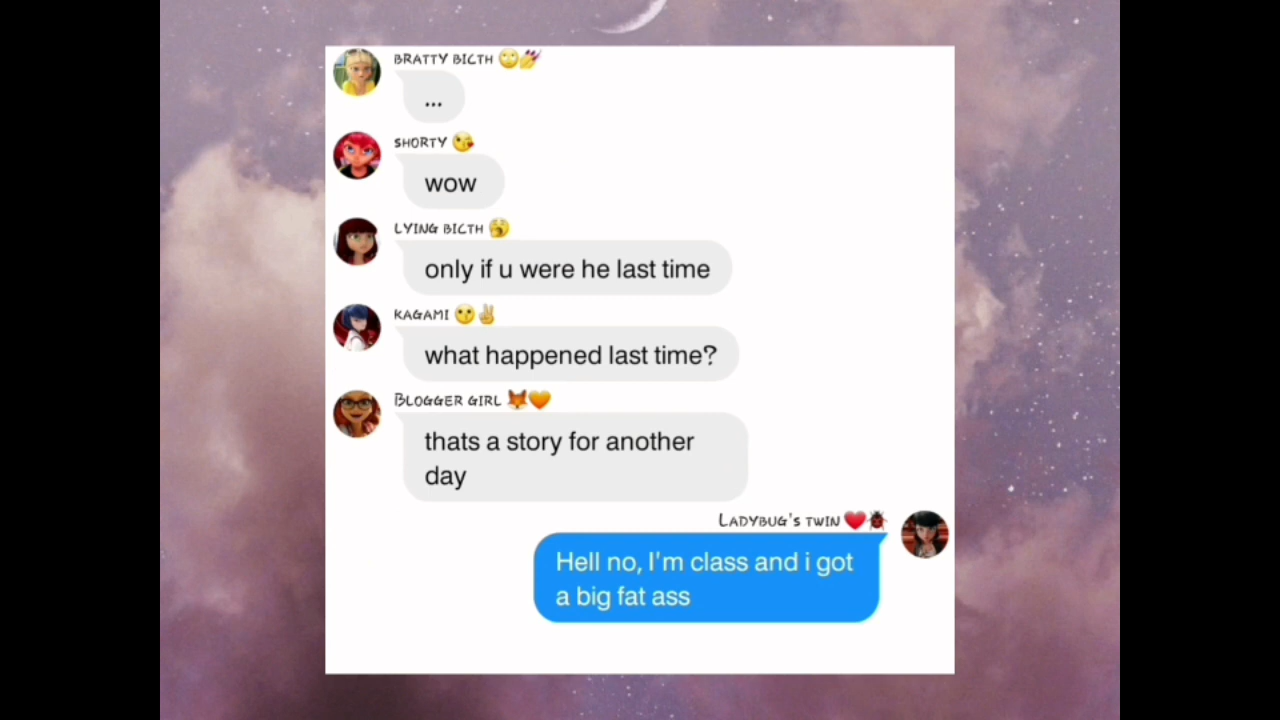 BRATTY BICTH 🙄💅
...
SHORTY 😘
wow
LYING BICTH 🥱
only if u were he last time
KAGAMI 🤫✌
what happened last time?
BLOGGER GIRL 🦊🧡
thats a story for another
day
LADYBUG'S TWIN ❤🐞
Hell no, I'm class and i got
a big fat ass